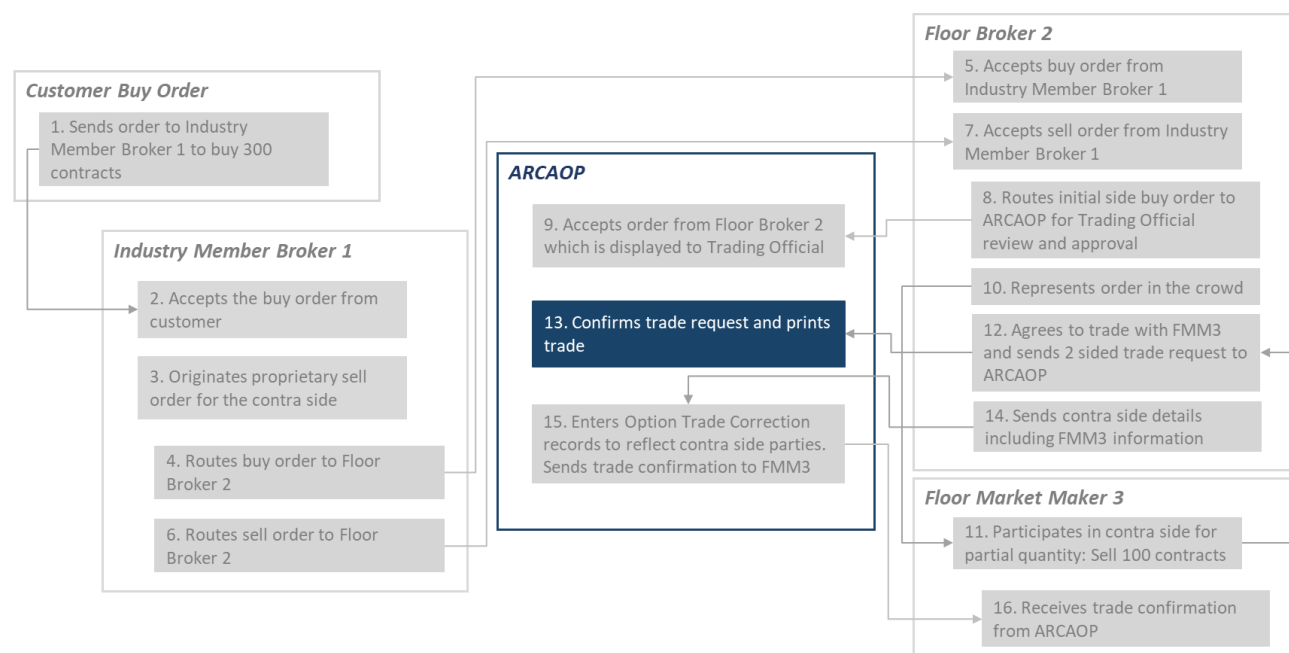 Customer Buy Order
1. Sends order to Industry
Member Broker 1 to buy 300
contracts
Industry Member Broker 1
2. Accepts the buy order from
customer
3. Originates proprietary sell
order for the contra side
4. Routes buy order to Floor
Broker 2
6. Routes sell order to Floor
Broker 2
ARCAOP
9. Accepts order from Floor Broker 2
which is displayed to Trading Official
13. Confirms trade request and prints
trade
15. Enters Option Trade Correction
records to reflect contra side parties.
Sends trade confirmation to FMM3
Floor Broker 2
5. Accepts buy order from
Industry Member Broker 1
7. Accepts sell order from Industry
Member Broker 1
8. Routes initial side buy order to
ARCAOP for Trading Official
review and approval
10. Represents order in the crowd
12. Agrees to trade with FMM3
and sends 2 sided trade request to
ARCAOP
14. Sends contra side details
including FMM3 information
Floor Market Maker 3
11. Participates in contra side for
partial quantity: Sell 100 contracts
16. Receives trade confirmation
from ARCAOP